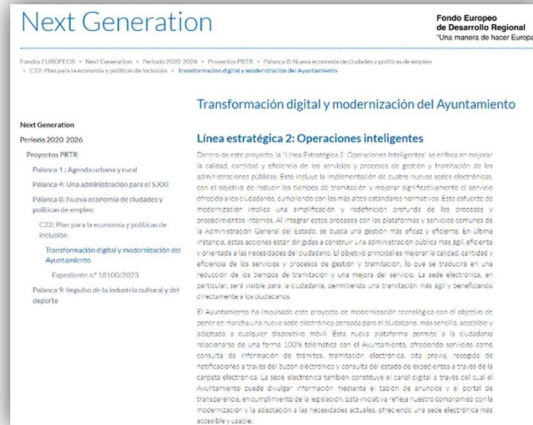 Next Generation
Fondo Europeo
de Desarrollo Regional
"Una manera de hacer Europa
Fondos EUROPEOS » Next Generation » Periodo 2020-2026 » Proyectos PRTR » Palanca 8: Nueva economía de ciudades y políticas de empleo
» C22: Plan para la economía y políticas de inclusión » Transformación digital y modernización del Ayuntamiento
Next Generation
Periodo 2020-2026
Proyectos PRTR
Palanca 1 : Agenda urbana y rural
Palanca 4: Una administración para el SXXI
Palanca 8: Nueva economía de ciudades y
políticas de empleo
C22: Plan para la economía y políticas de
inclusión
Transformación digital y modernización del
Ayuntamiento
Expediente n.º 18100/2023
Palanca 9: Impulso de la industria cultural y del
deporte
Transformación digital y modernización del Ayuntamiento
Línea estratégica 2: Operaciones inteligentes
Dentro de este proyecto, la "Línea Estratégica 2: Operaciones Inteligentes" se enfoca en mejorar
la calidad, cantidad y eficiencia de los servicios y procesos de gestión y tramitación de las
administraciones públicas. Esto incluye la implementación de cuatro nuevas sedes electrónicas,
con el objetivo de reducir los tiempos de tramitación y mejorar significativamente el servicio
ofrecido a los ciudadanos, cumpliendo con los más altos estándares normativos. Este esfuerzo de
modernización implica una simplificación y redefinición profunda de los procesos y
procedimientos internos. Al integrar estos procesos con las plataformas y servicios comunes de
la Administración General del Estado, se busca una gestión más eficaz y eficiente. En última
instancia, estas acciones están dirigidas a construir una administración pública más ágil, eficiente
y orientada a las necesidades del ciudadano. El objetivo principal es mejorar la calidad, cantidad y
eficiencia de los servicios y procesos de gestión y tramitación, lo que se traducirá en una
reducción de los tiempos de tramitación y una mejora del servicio. La sede electrónica, en
particular, será visible para la ciudadanía, permitiendo una tramitación más ágil y beneficiando
directamente a los ciudadanos.
El Ayuntamiento ha impulsado este proyecto de modernización tecnológica con el objetivo de
poner en marcha una nueva sede electrónica pensada para el ciudadano: más sencilla, accesible y
adaptada a cualquier dispositivo móvil. Esta nueva plataforma permite a la ciudadanía
relacionarse de una forma 100% telemática con el Ayuntamiento, ofreciendo servicios como
consulta de información de trámites, tramitación electrónica, cita previa, recogida de
notificaciones a través del buzón electrónico y consulta del estado de expedientes a través de la
carpeta electrónica. La sede electrónica también constituye el canal digital a través del cual el
Ayuntamiento puede divulgar información mediante el tablón de anuncios y el portal de
transparencia, en cumplimiento de la legislación. Esta iniciativa refleja nuestro compromiso con la
modernización y la adaptación a las necesidades actuales, ofreciendo una sede electrónica más
accesible y usable.